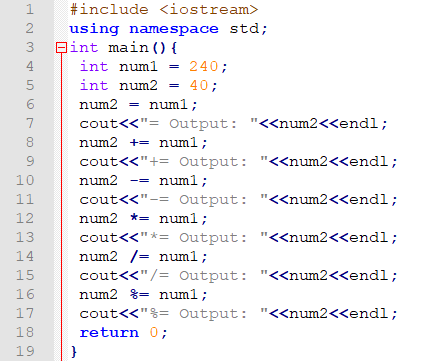 1 #include <iostream>
2 using namespace std;
3 int main(){
4 int num1 = 240;
5 int num2 = 40;
6 num2 = num1;
7 cout<<"= Output: "<<num2<<endl;
8 num2 += num1;
9 cout<<"+= Output: "<<num2<<endl;
10 num2 -= num1;
11 cout<<"-= Output: "<<num2<<endl;
12 num2 *= num1;
13 cout<<"*= Output: "<<num2<<endl;
14 num2 /= num1;
15 cout<<"/= Output: "<<num2<<endl;
16 num2 %= num1;
17 cout<<"%= Output: "<<num2<<endl;
18 return 0;
19 }